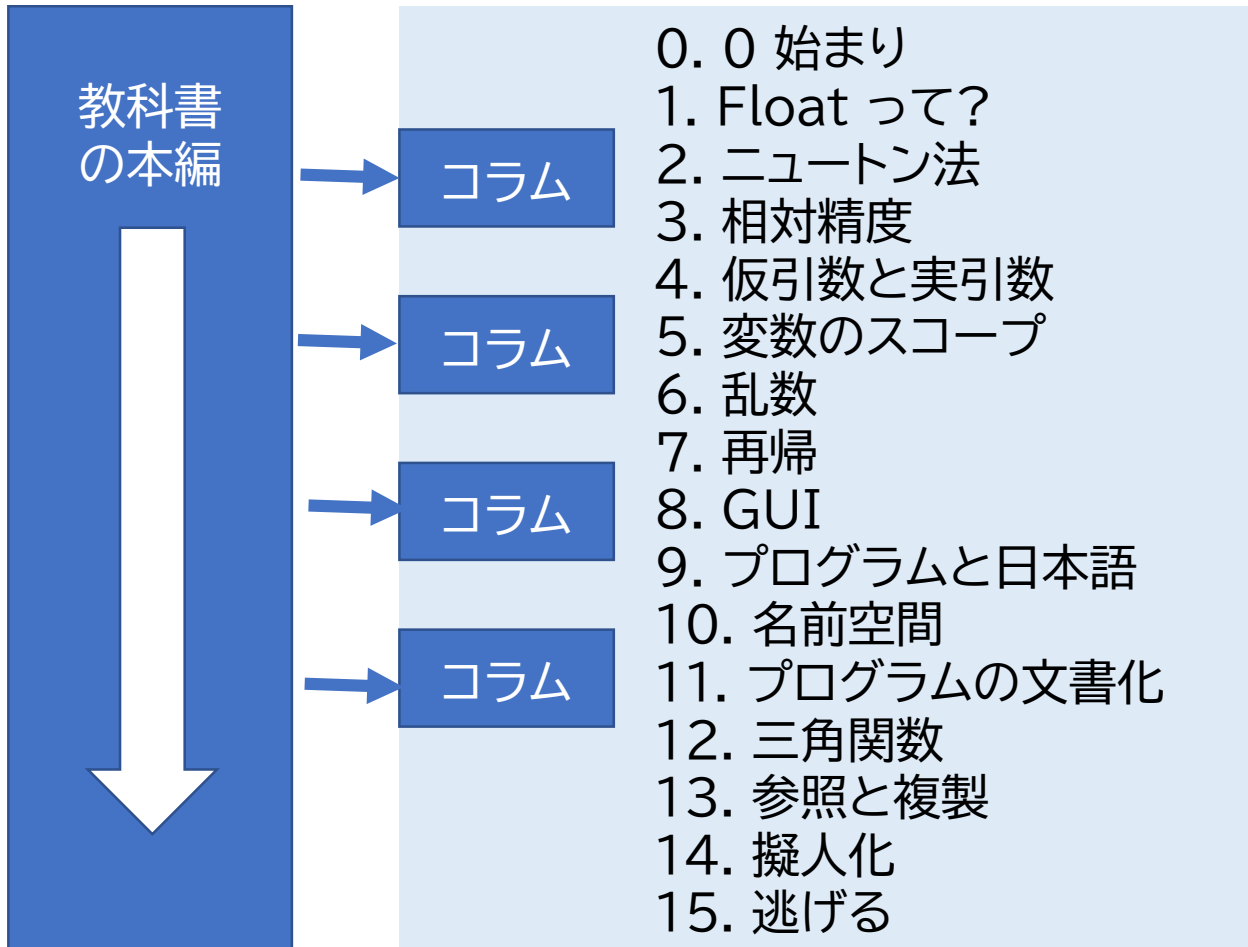 教科書
の本編
コラム
コラム
コラム
コラム
0. 0 始まり
1. Float って?
2. ニュートン法
3. 相対精度
4. 仮引数と実引数
5. 変数のスコープ
6. 乱数
7. 再帰
8. GUI
9. プログラムと日本語
10. 名前空間
11. プログラムの文書化
12. 三角関数
13. 参照と複製
14. 擬人化
15. 逃げる